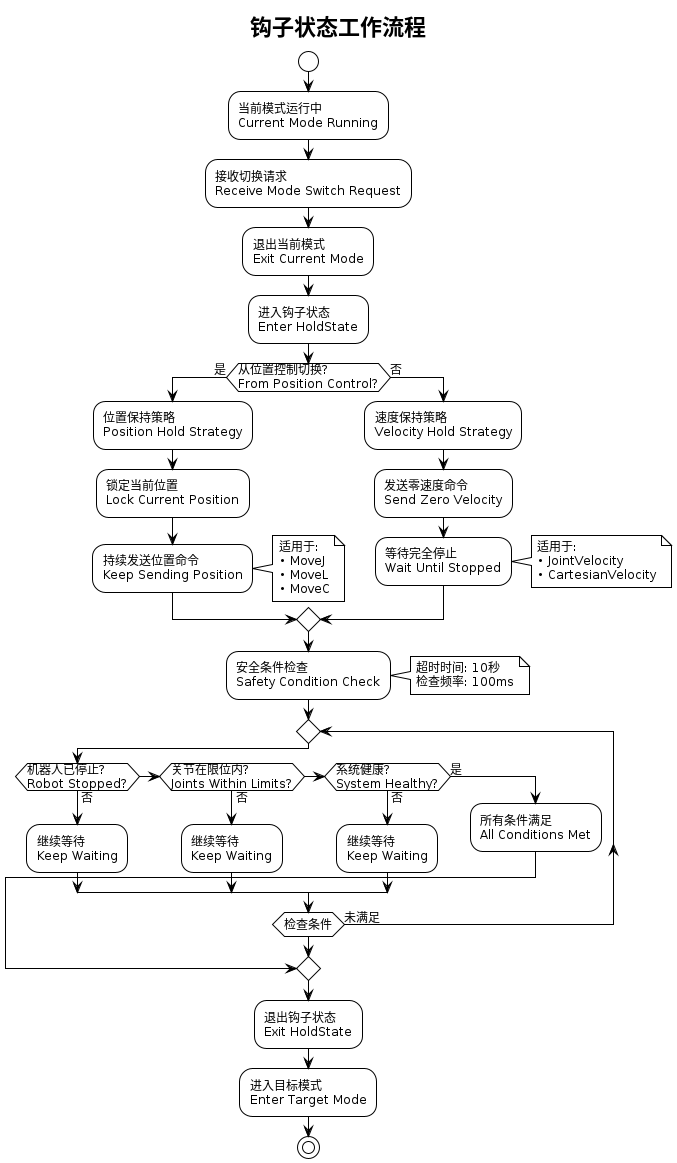 钩子状态工作流程
当前模式运行中
Current Mode Running
接收切换请求
Receive Mode Switch Request
退出当前模式
Exit Current Mode
进入钩子状态
Enter HoldState
是
从位置控制切换?
From Position Control?
否
位置保持策略
Position Hold Strategy
锁定当前位置
Lock Current Position
持续发送位置命令
Keep Sending Position
适用于:
• MoveJ
• MoveL
• MoveC
速度保持策略
Velocity Hold Strategy
发送零速度命令
Send Zero Velocity
等待完全停止
Wait Until Stopped
适用于:
• JointVelocity
• CartesianVelocity
安全条件检查
Safety Condition Check
超时时间: 10秒
检查频率: 100ms
机器人已停止?
Robot Stopped?
否
继续等待
Keep Waiting
关节在限位内?
Joints Within Limits?
否
继续等待
Keep Waiting
系统健康?
System Healthy?
是
否
继续等待
Keep Waiting
所有条件满足
All Conditions Met
检查条件
未满足
退出钩子状态
Exit HoldState
进入目标模式
Enter Target Mode